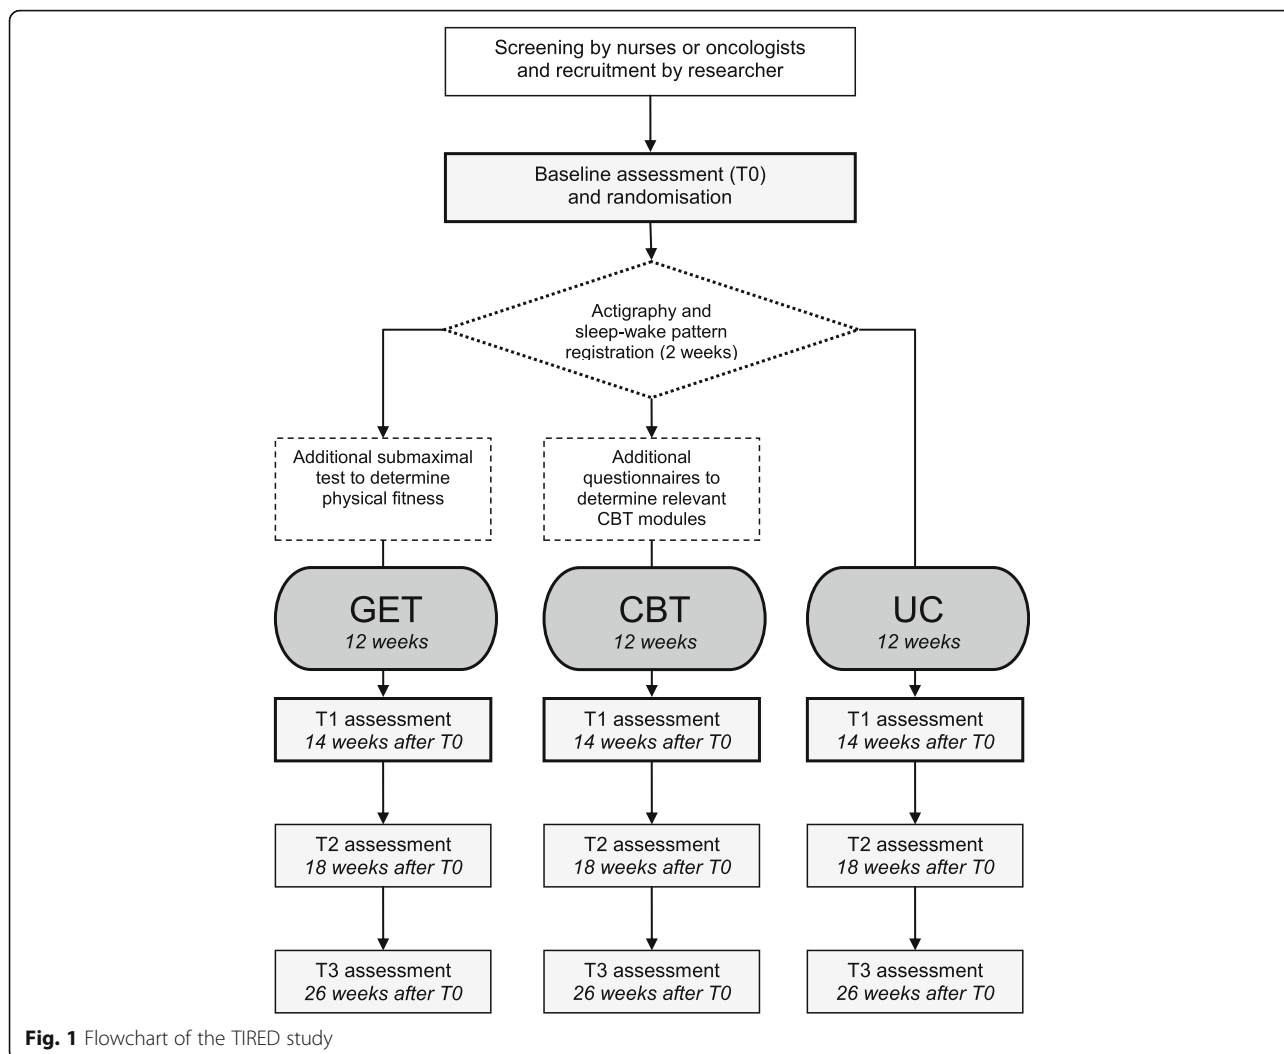 Screening by nurses or oncologists
and recruitment by researcher
Baseline assessment (T0)
and randomisation
Actigraphy and
sleep-wake pattern
registration (2 weeks)
Additional submaximal
test to determine
physical fitness
Additional
questionnaires to
determine relevant
CBT modules
GET
12 weeks
CBT
12 weeks
UC
12 weeks
T1 assessment
14 weeks after T0
T1 assessment
14 weeks after T0
T1 assessment
14 weeks after T0
T2 assessment
18 weeks after T0
T2 assessment
18 weeks after T0
T2 assessment
18 weeks after T0
T3 assessment
26 weeks after T0
T3 assessment
26 weeks after T0
T3 assessment
26 weeks after T0
Fig. 1 Flowchart of the TIRED study